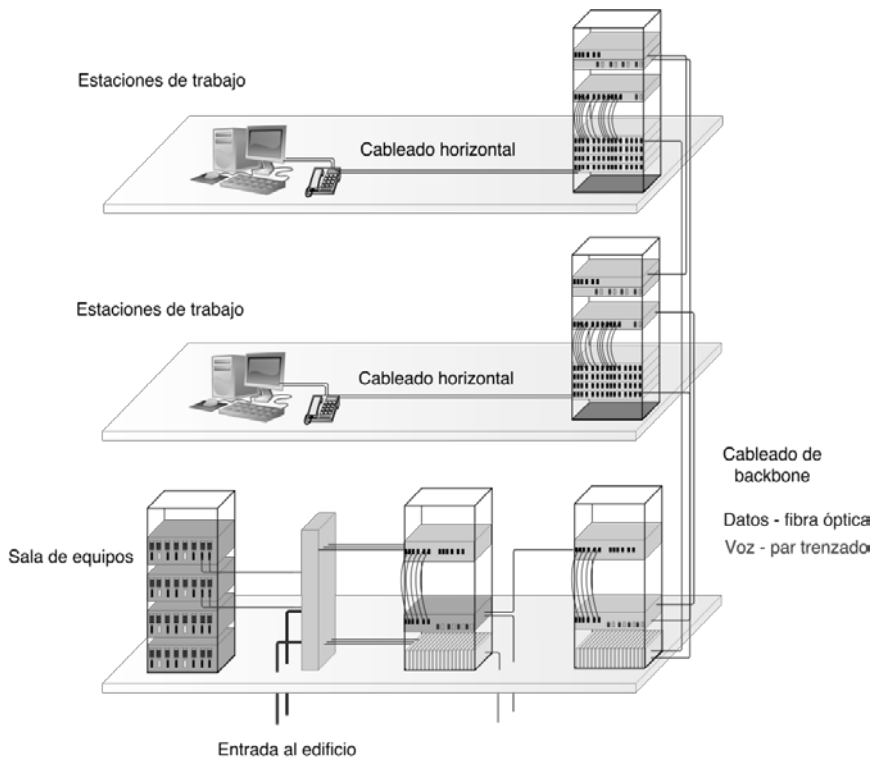 Estaciones de trabajo
Cableado horizontal
Estaciones de trabajo
Cableado horizontal
Cableado de
backbone
Datos - fibra óptica
Voz - par trenzado
Sala de equipos
Entrada al edificio